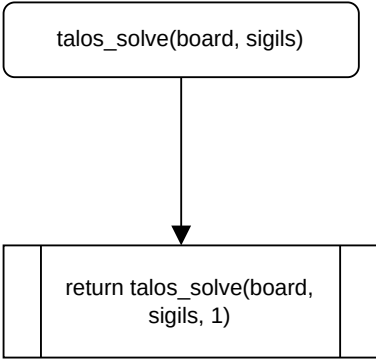 talos_solve(board, sigils)
return talos_solve(board,
sigils, 1)